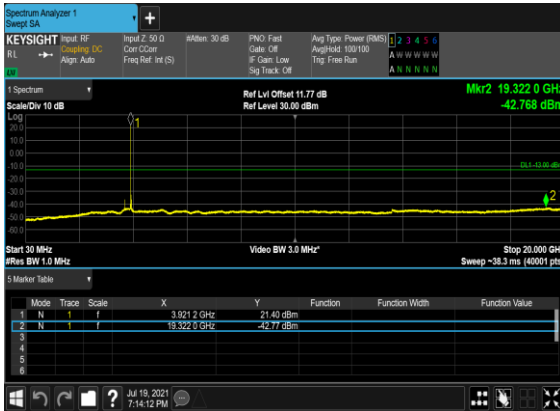 Spectrum Analyzer 1
Swept SA
+
KEYSIGHT Input: RF Input Z: 50 Ω #Atten: 30 dB PNO: Fast Avg Type: Power (RMS) 1 2 3 4 5 6
RL Coupling: DC Corr CCorr Gate: Off Avg|Hold: 100/100 A W W W W W
Align: Auto Freq Ref: Int (S) IF Gain: Low Trig: Free Run A N N N N N
Sig Track: Off
1 Spectrum Ref Lvl Offset 11.77 dB Mkr2 19.322 0 GHz
Scale/Div 10 dB Ref Level 30.00 dBm -42.768 dBm
Log
20.0
10.0
0.00
-10.0
DL1 -13.00 dBm
-20.0
-30.0
-40.0
-50.0
-60.0
1
2
Start 30 MHz Video BW 3.0 MHz* Stop 20.000 GHz
#Res BW 1.0 MHz Sweep ~38.3 ms (40001 pts)
5 Marker Table
Mode Trace Scale X Y Function Function Width Function Value
1 N 1 f 3.921 2 GHz 21.40 dBm
2 N 1 f 19.322 0 GHz -42.77 dBm
3
4
5
6
? Jul 19, 2021
7:14:12 PM